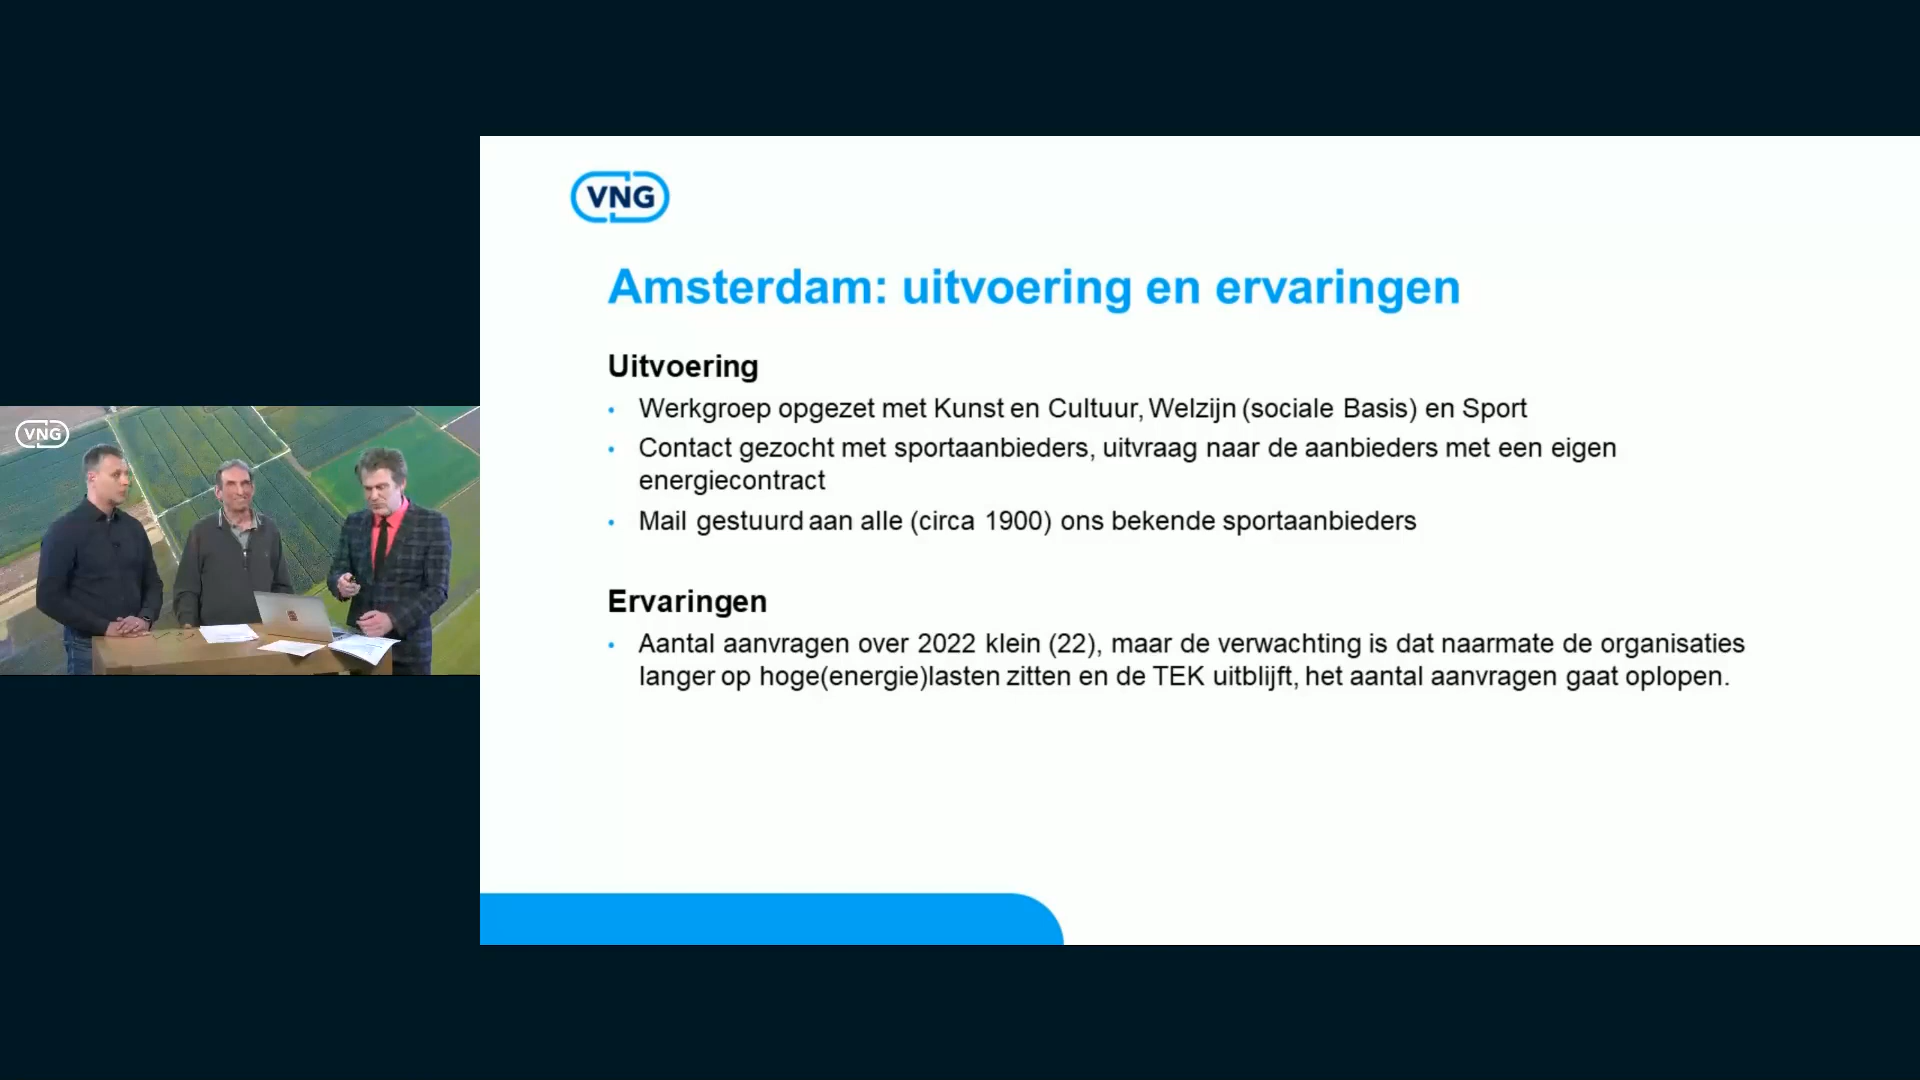 VNG
VNG
Amsterdam: uitvoering en ervaringen
Uitvoering
• Werkgroep opgezet met Kunst en Cultuur, Welzijn (sociale Basis) en Sport
• Contact gezocht met sportaanbieders, uitvraag naar de aanbieders met een eigen
energiecontract
• Mail gestuurd aan alle (circa 1900) ons bekende sportaanbieders
Ervaringen
• Aantal aanvragen over 2022 klein (22), maar de verwachting is dat naarmate de organisaties
langer op hoge(energie)lasten zitten en de TEK uitblijft, het aantal aanvragen gaat oplopen.